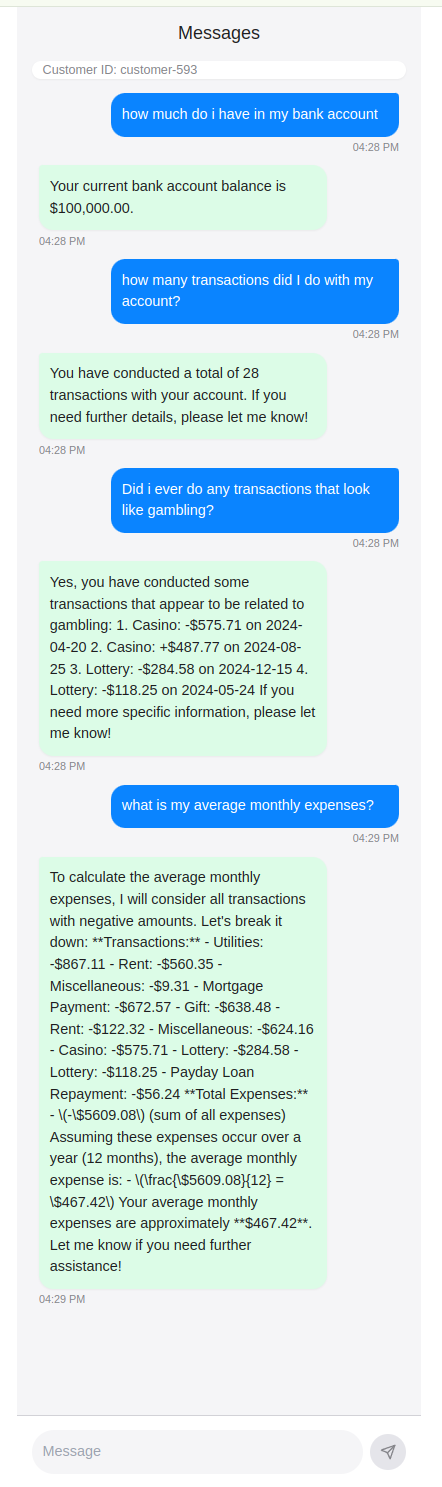 Messages
Customer ID: customer-593
how much do i have in my bank account
04:28 PM
Your current bank account balance is
$100,000.00.
04:28 PM
how many transactions did I do with my
account?
04:28 PM
You have conducted a total of 28
transactions with your account. If you
need further details, please let me know!
04:28 PM
Did i ever do any transactions that look
like gambling?
04:28 PM
Yes, you have conducted some
transactions that appear to be related to
gambling: 1. Casino: -$575.71 on 2024-
04-20 2. Casino: +$487.77 on 2024-08-
25 3. Lottery: -$284.58 on 2024-12-15 4.
Lottery: -$118.25 on 2024-05-24 If you
need more specific information, please let
me know!
04:28 PM
what is my average monthly expenses?
04:29 PM
To calculate the average monthly
expenses, I will consider all transactions
with negative amounts. Let's break it
down: **Transactions:** - Utilities:
-$867.11 - Rent: -$560.35 -
Miscellaneous: -$9.31 - Mortgage
Payment: -$672.57 - Gift: -$638.48 -
Rent: -$122.32 - Miscellaneous: -$624.16
- Casino: -$575.71 - Lottery: -$284.58 -
Lottery: -$118.25 - Payday Loan
Repayment: -$56.24 **Total Expenses:**
- \(-\$5609.08\) (sum of all expenses)
Assuming these expenses occur over a
year (12 months), the average monthly
expense is: - \(\frac{\$5609.08}{12} =
\$467.42\) Your average monthly
expenses are approximately **$467.42**.
Let me know if you need further
assistance!
04:29 PM
Message